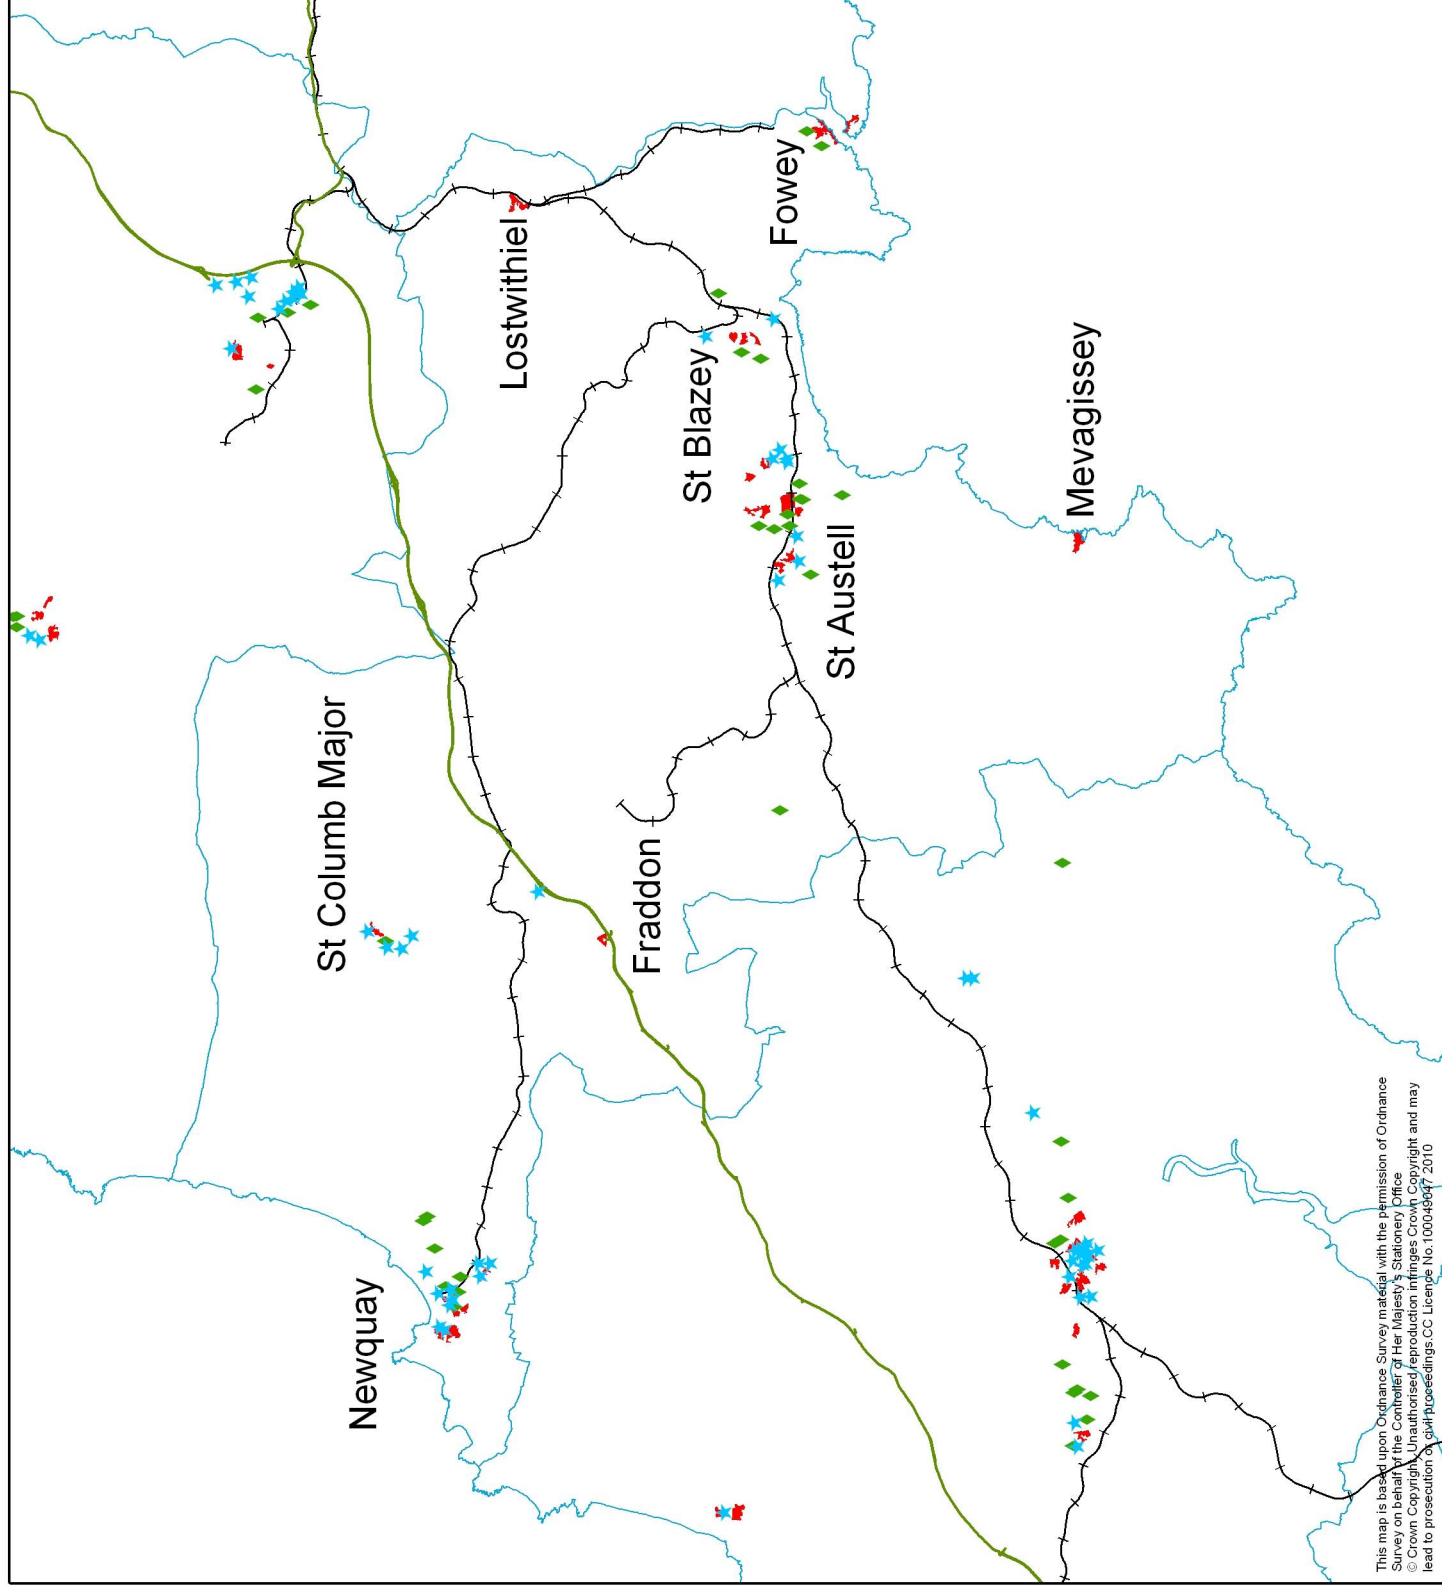 Newquay
St Columb Major
Fraddon
St Austell
St Blazey
Lostwithiel
Fowey
Mevagissey
This map is based upon Ordnance Survey material with the permission of Ordnance
Survey on behalf of the Controller of Her Majesty's Stationery Office
© Crown Copyright. Unauthorised reproduction infringes Crown Copyright and may
lead to prosecution or civil proceedings.CC Licence No.100049047 2010